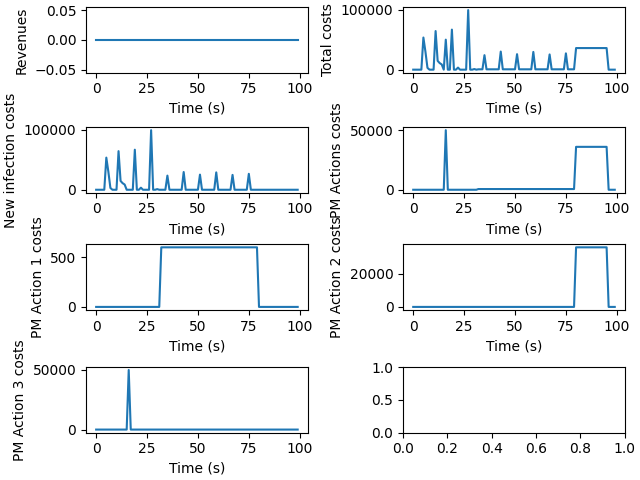 Revenues
0.05
0.00
−0.05
0 25 50 75 100
Time (s)
Total costs
100000
0
0 25 50 75 100
Time (s)
New infection costs
100000
0
0 25 50 75 100
Time (s)
PM Actions costs
50000
0
0 25 50 75 100
Time (s)
PM Action 1 costs
500
0
0 25 50 75 100
Time (s)
PM Action 2 costs
20000
0
0 25 50 75 100
Time (s)
PM Action 3 costs
50000
0
0 25 50 75 100
Time (s)
1.0
0.5
0.0
0.0 0.2 0.4 0.6 0.8 1.0